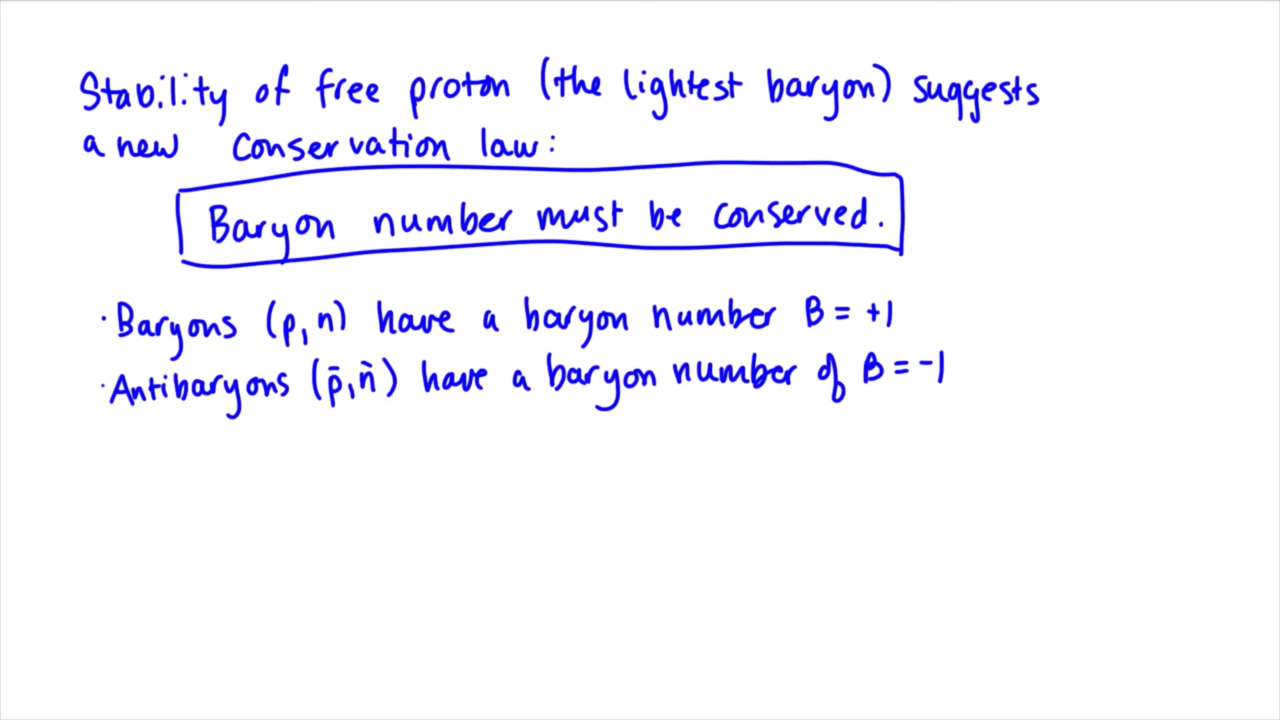 Stability of free proton (the lightest baryon) suggests
a new conservation law:
Baryon number must be conserved.
· Baryons (p, n) have a baryon number B = +1
· Antibaryons (p̄, n̄) have a baryon number of B = -1